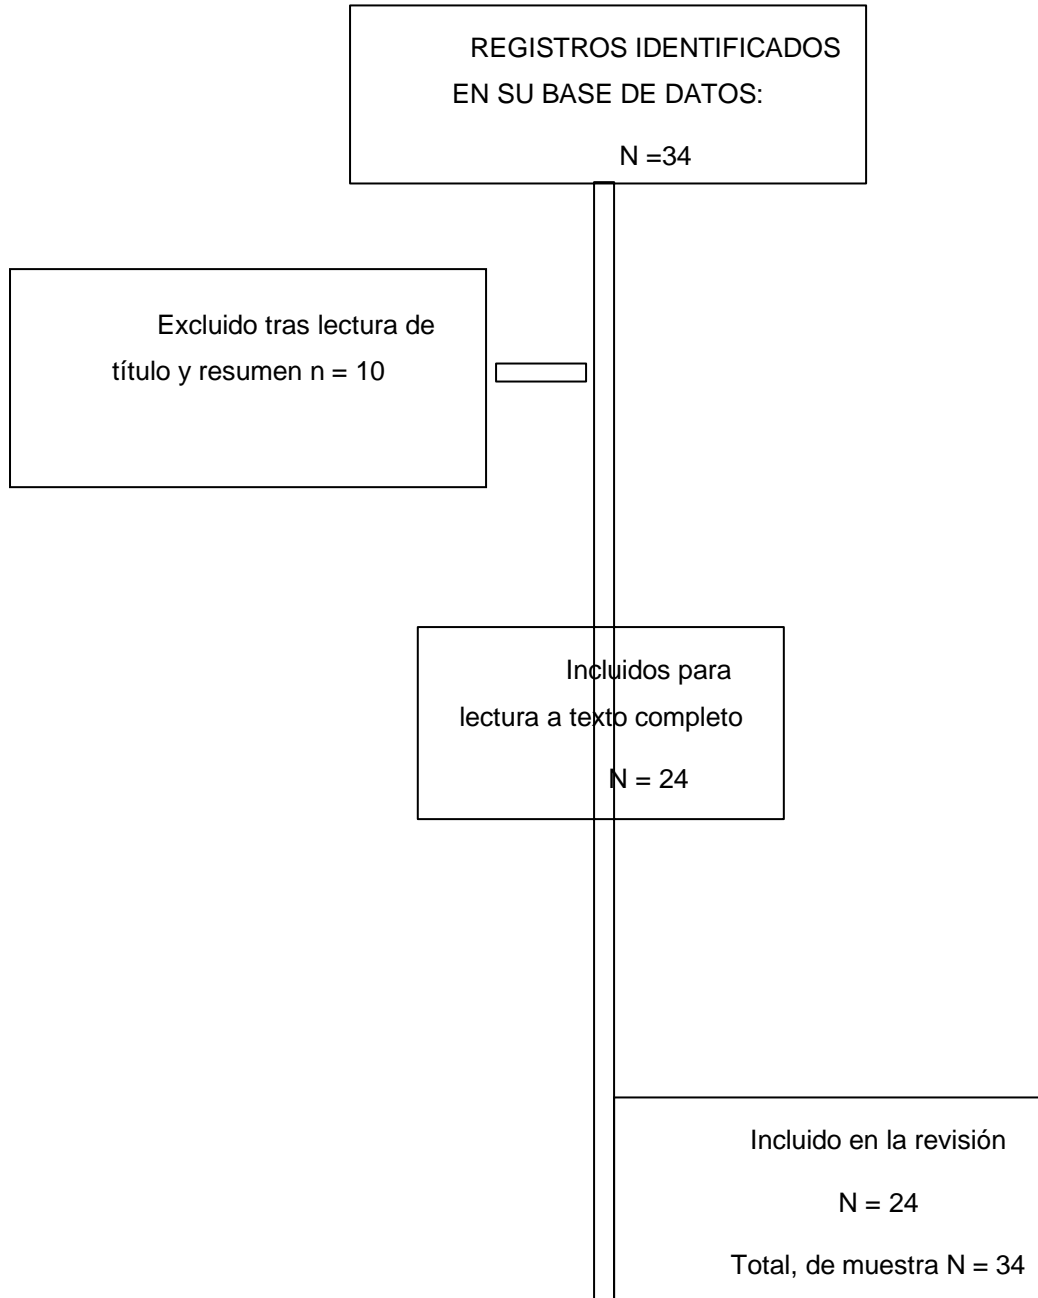 REGISTROS IDENTIFICADOS
EN SU BASE DE DATOS:
N =34
Excluido tras lectura de
título y resumen n = 10
Incluidos para
lectura a texto completo
N = 24
Incluido en la revisión
N = 24
Total, de muestra N = 34